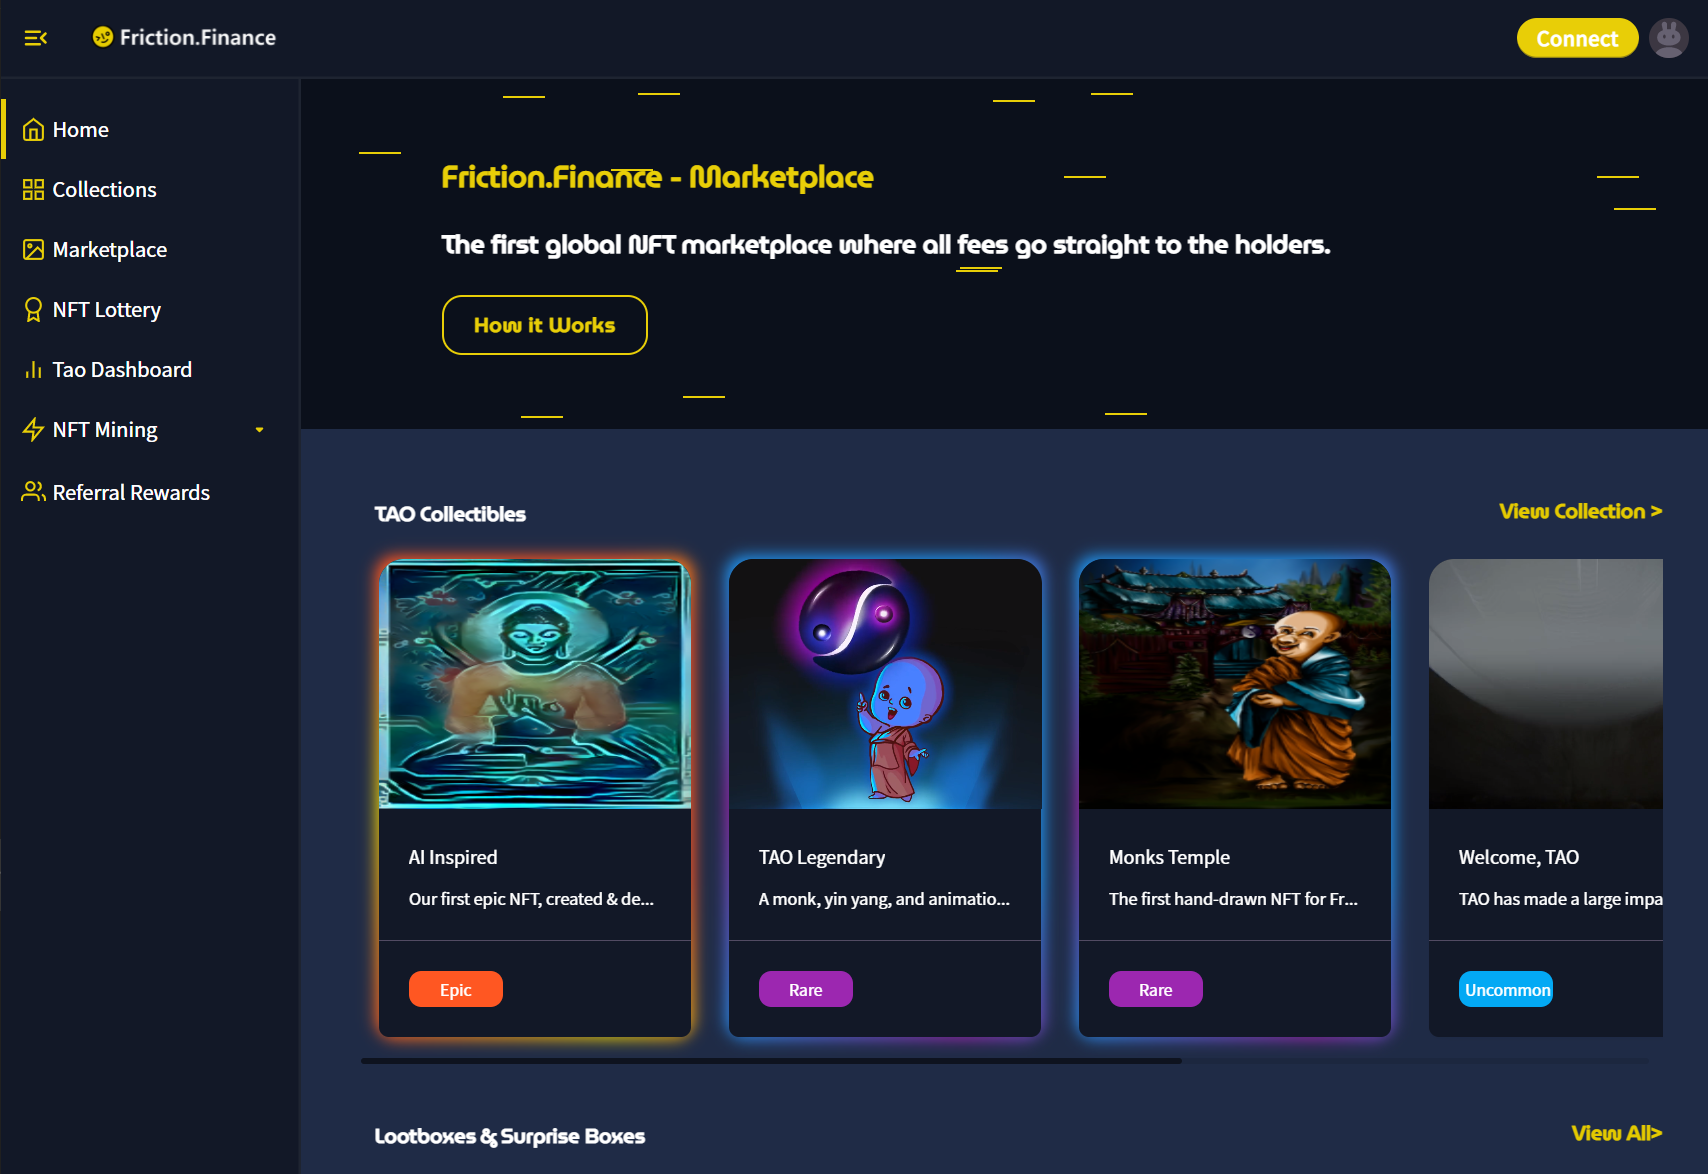 Friction.Finance
Connect
Home
Collections
Marketplace
NFT Lottery
Tao Dashboard
NFT Mining
Referral Rewards
Friction.Finance - Marketplace
The first global NFT marketplace where all fees go straight to the holders.
How it Works
TAO Collectibles
View Collection >
AI Inspired
Our first epic NFT, created & de...
Epic
TAO Legendary
A monk, yin yang, and animatio...
Rare
Monks Temple
The first hand-drawn NFT for Fr...
Rare
Welcome, TAO
TAO has made a large impa
Uncommon
Lootboxes & Surprise Boxes
View All>